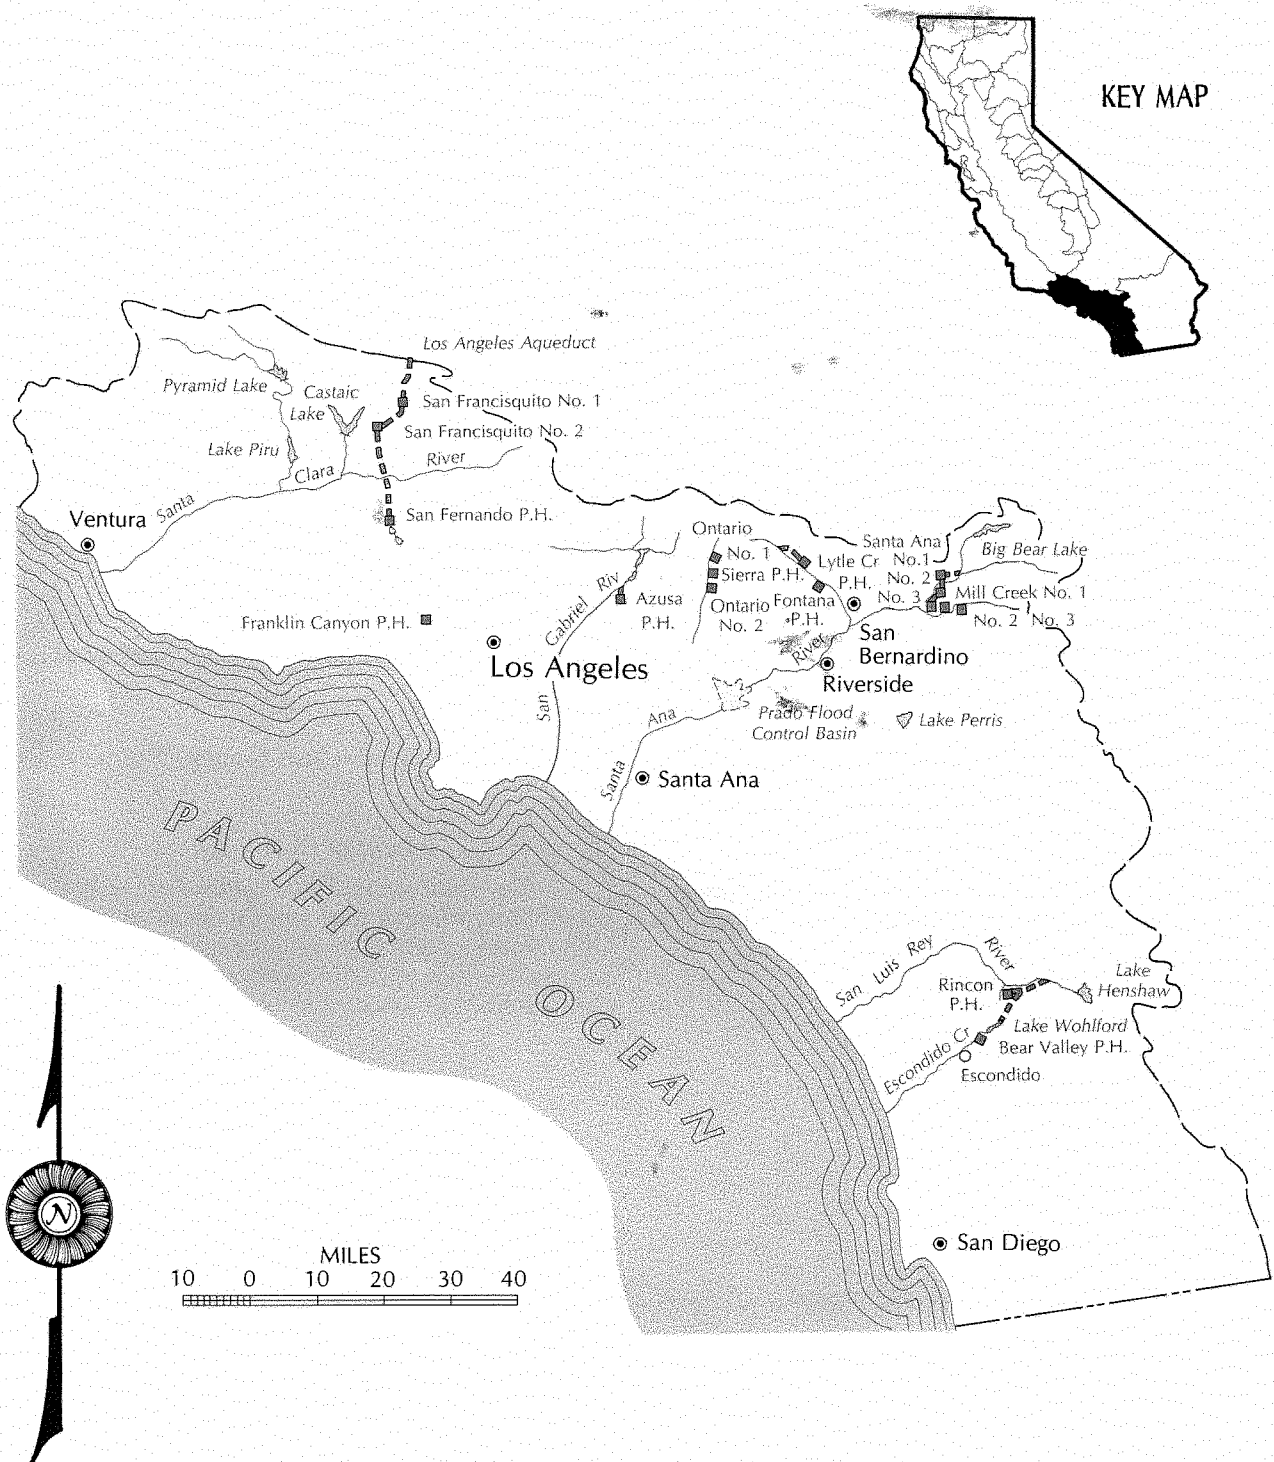 KEY MAP
Los Angeles Aqueduct
Pyramid Lake
Castaic
Lake
San Francisquito No. 1
San Francisquito No. 2
Lake Piru
Santa
Clara
River
Ventura
San Fernando P.H.
Ontario
No. 1
Sierra P.H.
Ontario
No. 2
Lytle Cr
P.H.
Fontana
P.H.
Santa Ana
No.1
No. 2
No. 3
Big Bear Lake
Mill Creek No. 1
No. 2
No. 3
San
Gabriel
Riv
Azusa
P.H.
Franklin Canyon P.H.
Los Angeles
San
Bernardino
Riverside
Santa
Ana
River
Prado Flood
Control Basin
Lake Perris
Santa Ana
PACIFIC
OCEAN
San Luis Rey
River
Rincon
P.H.
Lake
Henshaw
Lake Wohlford
Bear Valley P.H.
Escondido Cr
Escondido
San Diego
N
MILES
10 0 10 20 30 40